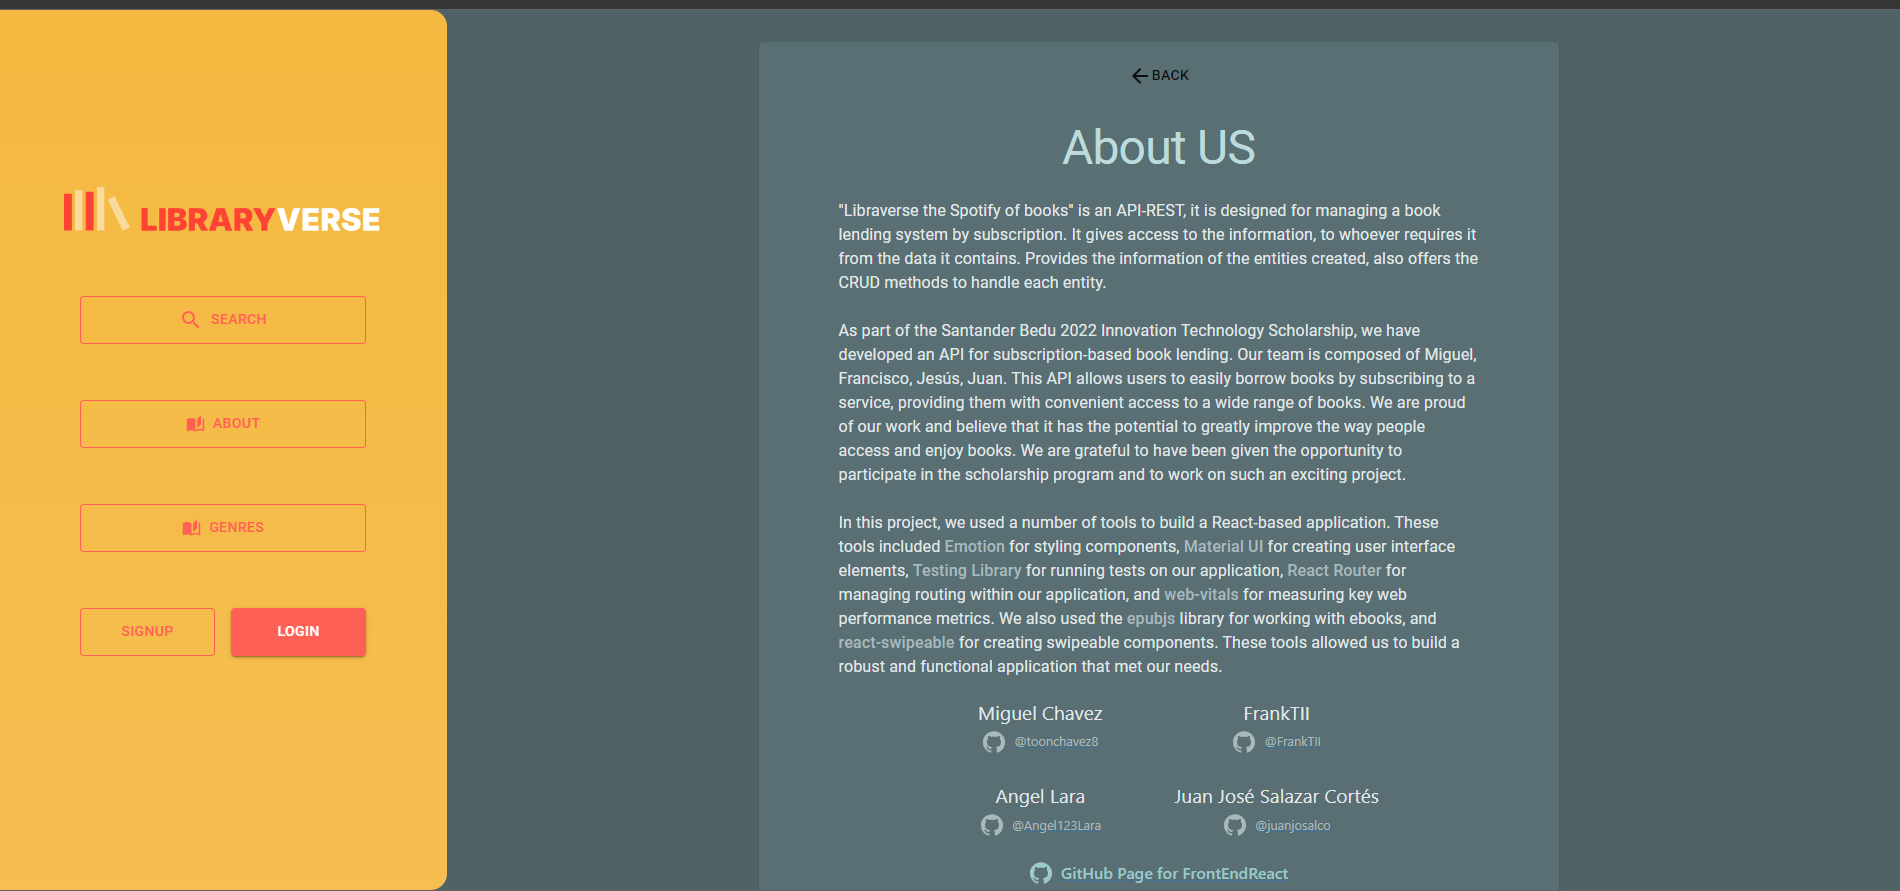 LIBRARYVERSE
SEARCH
ABOUT
GENRES
SIGNUP
LOGIN
BACK
About US
"Libraverse the Spotify of books" is an API-REST, it is designed for managing a book
lending system by subscription. It gives access to the information, to whoever requires it
from the data it contains. Provides the information of the entities created, also offers the
CRUD methods to handle each entity.
As part of the Santander Bedu 2022 Innovation Technology Scholarship, we have
developed an API for subscription-based book lending. Our team is composed of Miguel,
Francisco, Jesús, Juan. This API allows users to easily borrow books by subscribing to a
service, providing them with convenient access to a wide range of books. We are proud
of our work and believe that it has the potential to greatly improve the way people
access and enjoy books. We are grateful to have been given the opportunity to
participate in the scholarship program and to work on such an exciting project.
In this project, we used a number of tools to build a React-based application. These
tools included Emotion for styling components, Material UI for creating user interface
elements, Testing Library for running tests on our application, React Router for
managing routing within our application, and web-vitals for measuring key web
performance metrics. We also used the epubjs library for working with ebooks, and
react-swipeable for creating swipeable components. These tools allowed us to build a
robust and functional application that met our needs.
Miguel Chavez
@toonchavez8
FrankTII
@FrankTII
Angel Lara
@Angel123Lara
Juan José Salazar Cortés
@juanjosalco
GitHub Page for FrontEndReact